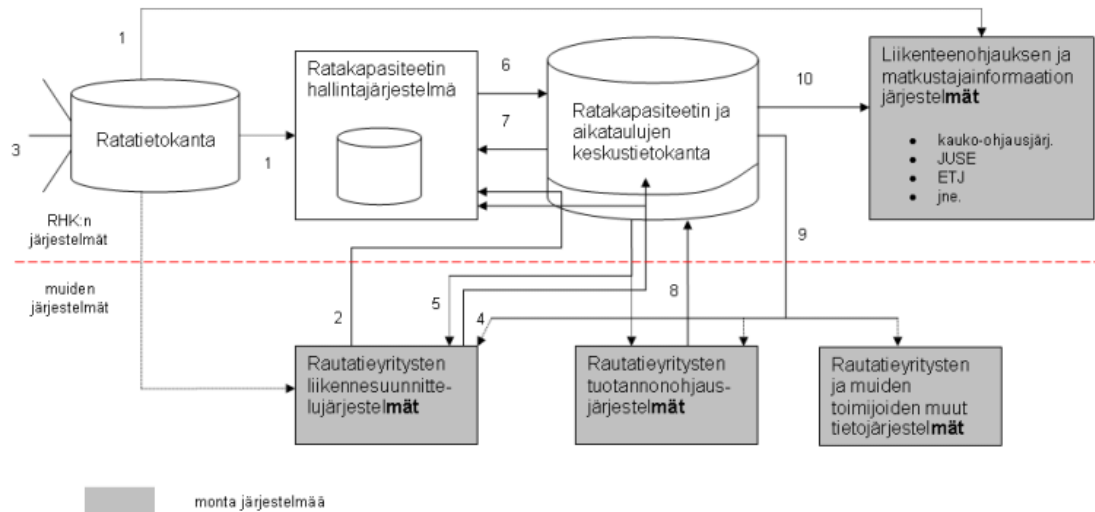 1
Ratatietokanta
3
1
Ratakapasiteetin
hallintajärjestelmä
6
7
Ratakapasiteetin ja
aikataulujen
keskustietokanta
10
Liikenteenohjauksen ja
matkustajainformaation
järjestelmät
• kauko-ohjausjärj.
• JUSE
• ETJ
• jne.
RHK:n
järjestelmät
muiden
järjestelmät
2
5
4
8
9
Rautatieyritysten
liikennesuunnitte-
lujärjestelmät
Rautatieyritysten
tuotannonohjaus-
järjestelmät
Rautatieyritysten
ja muiden
toimijoiden muut
tietojärjestelmät
monta järjestelmää